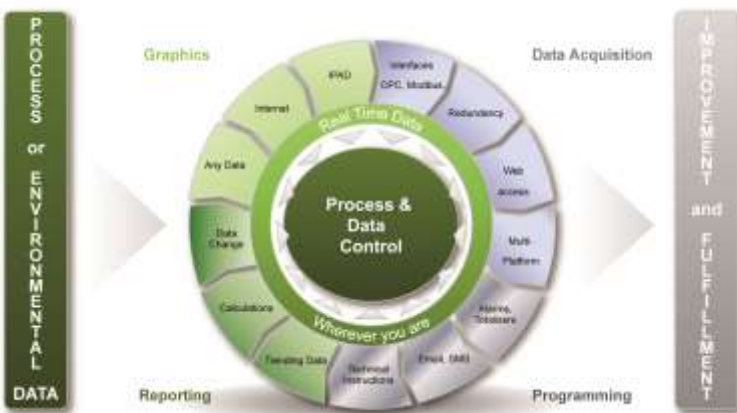 PROCESS or ENVIRONMENTAL DATA
Graphics
Data Acquisition
IPAD
Interfaces
OPC, Modbus,
Internet
Redundency
Real Time Data
Any Data
Web
access
Process &
Data
Control
Data
Change
Multi
Platform
Calculations
Alarms,
Wherever you are
Trending Data
Technical
Instructions
Email, SMS
Reporting
Programming
IMPROVEMENT and FULFILLMENT